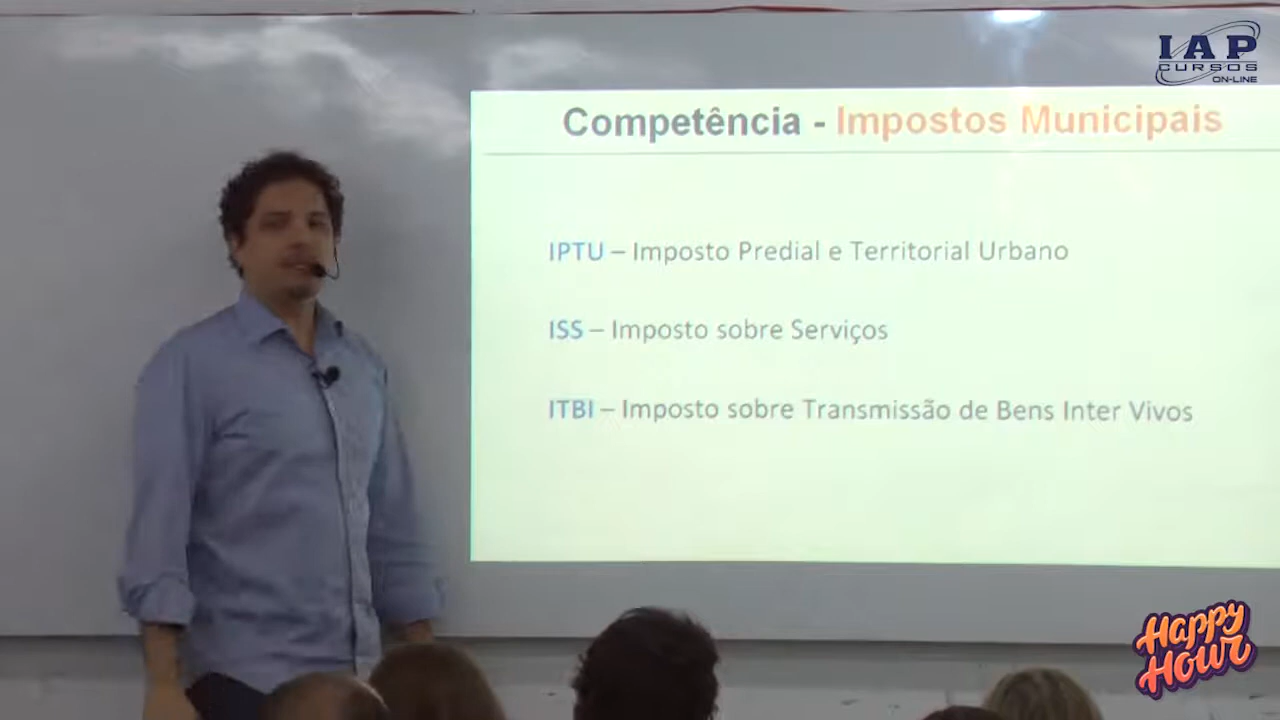 IAP
CURSOS
ON-LINE
Competência - Impostos Municipais
IPTU – Imposto Predial e Territorial Urbano
ISS – Imposto sobre Serviços
ITBI – Imposto sobre Transmissão de Bens Inter Vivos
Happy
Hour